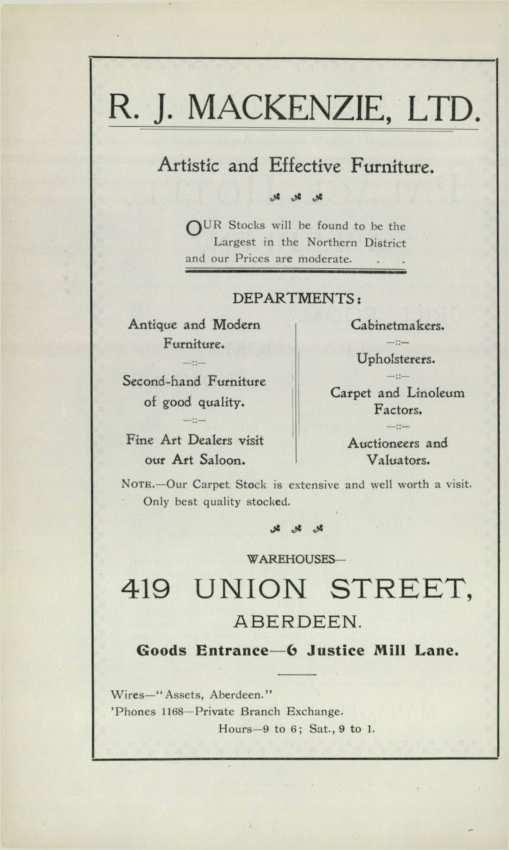 R. J. MACKENZIE, LTD.
Artistic and Effective Furniture.
OUR Stocks will be found to be the
Largest in the Northern District
and our Prices are moderate. . .
DEPARTMENTS:
Antique and Modern
Furniture.
—::—
Second-hand Furniture
of good quality.
—::—
Fine Art Dealers visit
our Art Saloon.
Cabinetmakers.
—::—
Upholsterers.
—::—
Carpet and Linoleum
Factors.
—::—
Auctioneers and
Valuators.
NOTE.—Our Carpet Stock is extensive and well worth a visit.
Only best quality stocked.
WAREHOUSES—
419 UNION STREET,
ABERDEEN.
Goods Entrance—6 Justice Mill Lane.
Wires—"Assets, Aberdeen."
'Phones 1168—Private Branch Exchange.
Hours—9 to 6; Sat., 9 to 1.